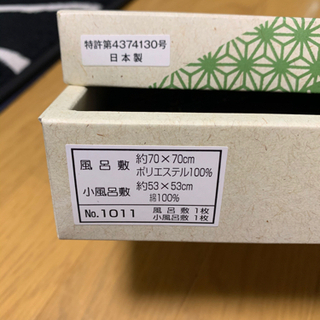 特許第4374130号
日本製
風呂敷 約70×70cm
ポリエステル100%
小風呂敷 約53×53cm
綿100%
No.1011 風呂敷 1枚
小風呂敷 1枚